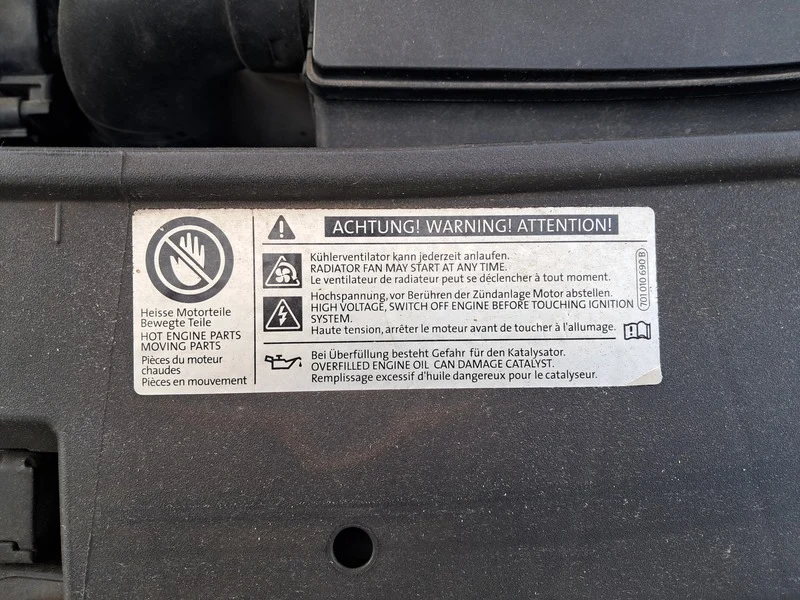 ACHTUNG! WARNING! ATTENTION!
Heisse Motorteile
Bewegte Teile
HOT ENGINE PARTS
MOVING PARTS
Pièces du moteur
chaudes
Pièces en mouvement
Kühlerventilator kann jederzeit anlaufen.
RADIATOR FAN MAY START AT ANY TIME.
Le ventilateur de radiateur peut se déclencher à tout moment.
Hochspannung, vor Berühren der Zündanlage Motor abstellen.
HIGH VOLTAGE, SWITCH OFF ENGINE BEFORE TOUCHING IGNITION
SYSTEM.
Haute tension, arrêter le moteur avant de toucher à l'allumage.
Bei Überfüllung besteht Gefahr für den Katalysator.
OVERFILLED ENGINE OIL CAN DAMAGE CATALYST.
Remplissage excessif d'huile dangereux pour le catalyseur.
701 010 690 B